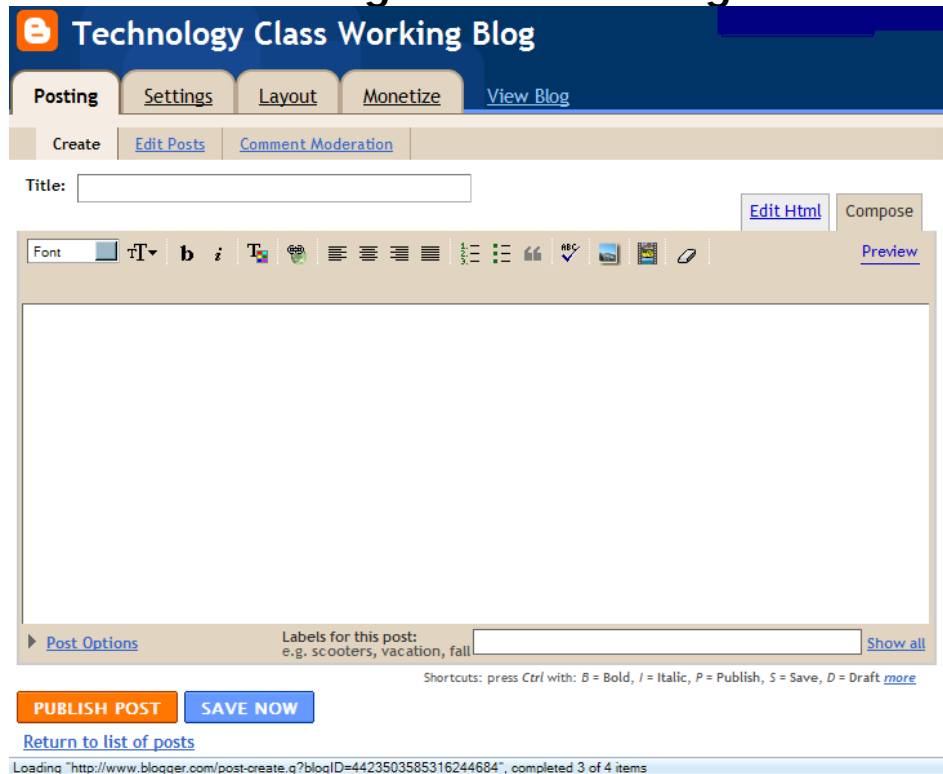 Technology Class Working Blog
Posting Settings Layout Monetize View Blog
Create Edit Posts Comment Moderation
Title:
Edit Html Compose
Font b i ABC Preview
Post Options Labels for this post: Show all
e.g. scooters, vacation, fall
Shortcuts: press Ctrl with: B = Bold, I = Italic, P = Publish, S = Save, D = Draft more
PUBLISH POST SAVE NOW
Return to list of posts
Loading "http://www.blogger.com/post-create.g?blogID=4423503585316244684", completed 3 of 4 items